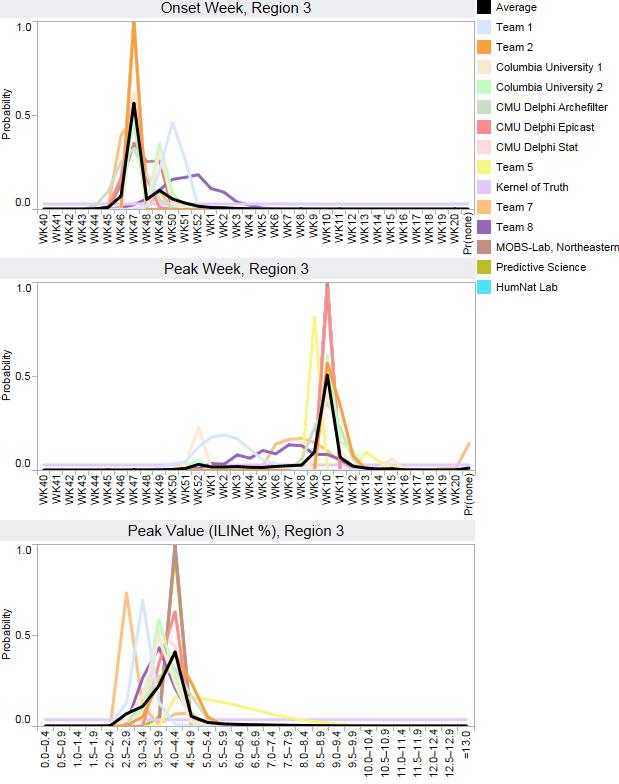 Onset Week, Region 3
1.0
0.5
0.0
Probability
WK40
WK41
WK42
WK43
WK44
WK45
WK46
WK47
WK48
WK49
WK50
WK51
WK52
WK1
WK2
WK3
WK4
WK5
WK6
WK7
WK8
WK9
WK10
WK11
WK12
WK13
WK14
WK15
WK16
WK17
WK18
WK19
WK20
Pr(none)
Average
Team 1
Team 2
Columbia University 1
Columbia University 2
CMU Delphi Archefilter
CMU Delphi Epicast
CMU Delphi Stat
Team 5
Kernel of Truth
Team 7
Team 8
MOBS-Lab, Northeastern
Predictive Science
HumNat Lab
Peak Week, Region 3
1.0
0.5
0.0
Probability
WK40
WK41
WK42
WK43
WK44
WK45
WK46
WK47
WK48
WK49
WK50
WK51
WK52
WK1
WK2
WK3
WK4
WK5
WK6
WK7
WK8
WK9
WK10
WK11
WK12
WK13
WK14
WK15
WK16
WK17
WK18
WK19
WK20
Pr(none)
Peak Value (ILINet %), Region 3
1.0
0.5
0.0
Probability
0.0–0.4
0.5–0.9
1.0–1.4
1.5–1.9
2.0–2.4
2.5–2.9
3.0–3.4
3.5–3.9
4.0–4.4
4.5–4.9
5.0–5.4
5.5–5.9
6.0–6.4
6.5–6.9
7.0–7.4
7.5–7.9
8.0–8.4
8.5–8.9
9.0–9.4
9.5–9.9
10.0–10.4
10.5–10.9
11.0–11.4
11.5–11.9
12.0–12.4
12.5–12.9
=13.0